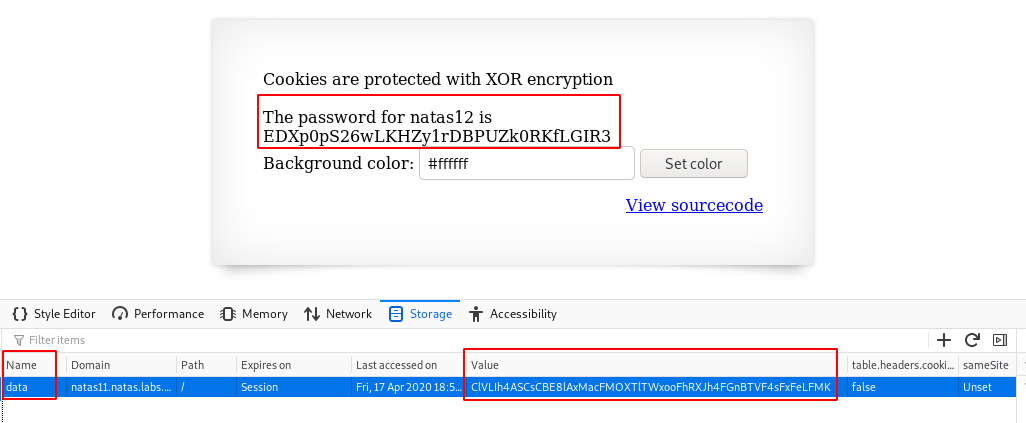 Cookies are protected with XOR encryption
The password for natas12 is
EDXp0pS26wLKHZy1rDBPUZk0RKfLGIR3
Background color: #ffffff Set color
View sourcecode
Style Editor Performance Memory Network Storage Accessibility
Filter items
Name Domain Path Expires on Last accessed on Value table.headers.cooki... sameSite
data natas11.natas.labs.... / Session Fri, 17 Apr 2020 18:5... ClVLIh4ASCsCBE8lAxMacFMOXTlTWxooFhRXJh4FGnBTVF4sFxFeLFMK false Unset